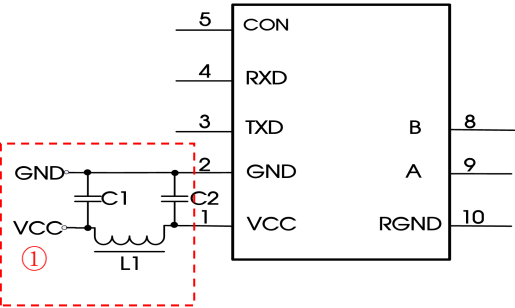 5 CON
4 RXD
3 TXD B 8
GND 2 GND A 9
C1 C2
VCC 1 VCC RGND 10
① L1